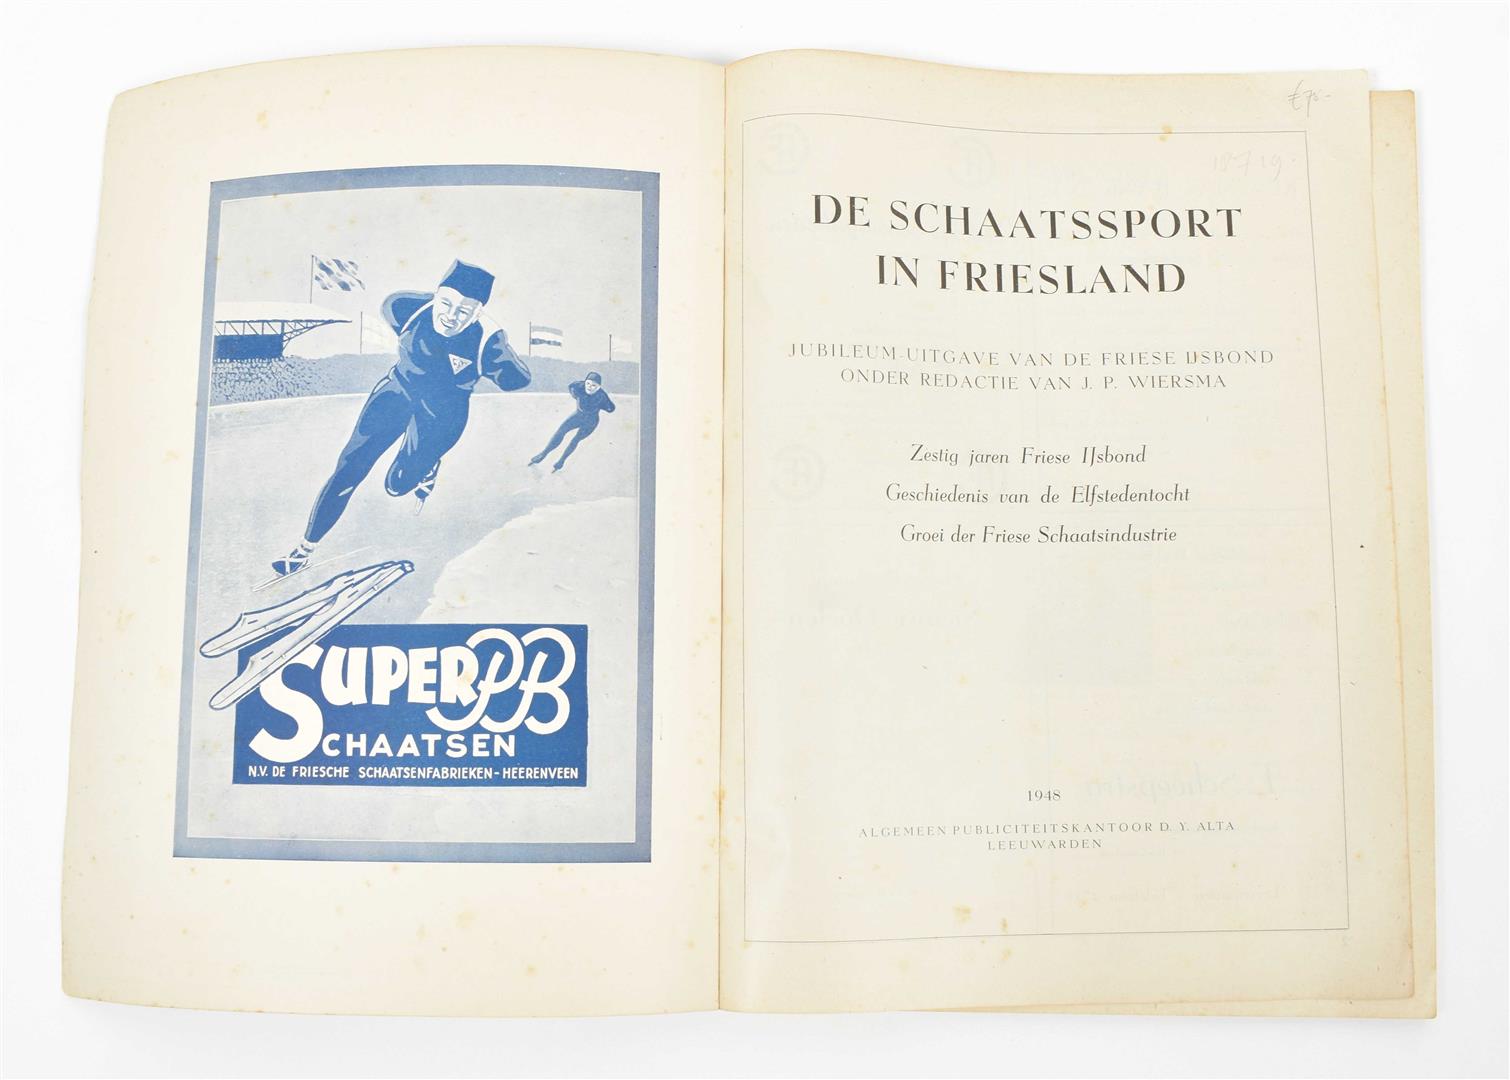 SUPER PB
SCHAATSEN
N.V. DE FRIESCHE SCHAATSENFABRIEKEN - HEERENVEEN
18719.
DE SCHAATSSPORT
IN FRIESLAND
JUBILEUM-UITGAVE VAN DE FRIESE IJSBOND
ONDER REDACTIE VAN J. P. WIERSMA
Zestig jaren Friese IJsbond
Geschiedenis van de Elfstedentocht
Groei der Friese Schaatsindustrie
1948
ALGEMEEN PUBLICITEITSKANTOOR D. Y. ALTA
LEEUWARDEN